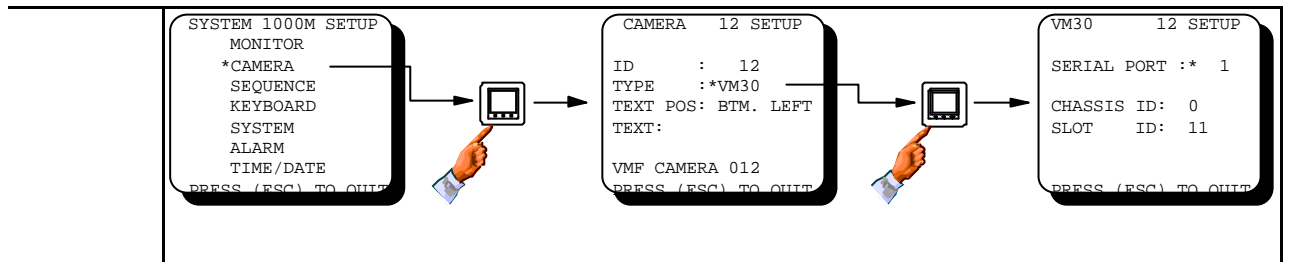 SYSTEM 1000M SETUP
MONITOR
*CAMERA
SEQUENCE
KEYBOARD
SYSTEM
ALARM
TIME/DATE
PRESS (ESC) TO QUIT
CAMERA 12 SETUP
ID : 12
TYPE :*VM30
TEXT POS: BTM. LEFT
TEXT:
VMF CAMERA 012
PRESS (ESC) TO QUIT
VM30 12 SETUP
SERIAL PORT :* 1
CHASSIS ID: 0
SLOT ID: 11
PRESS (ESC) TO QUIT